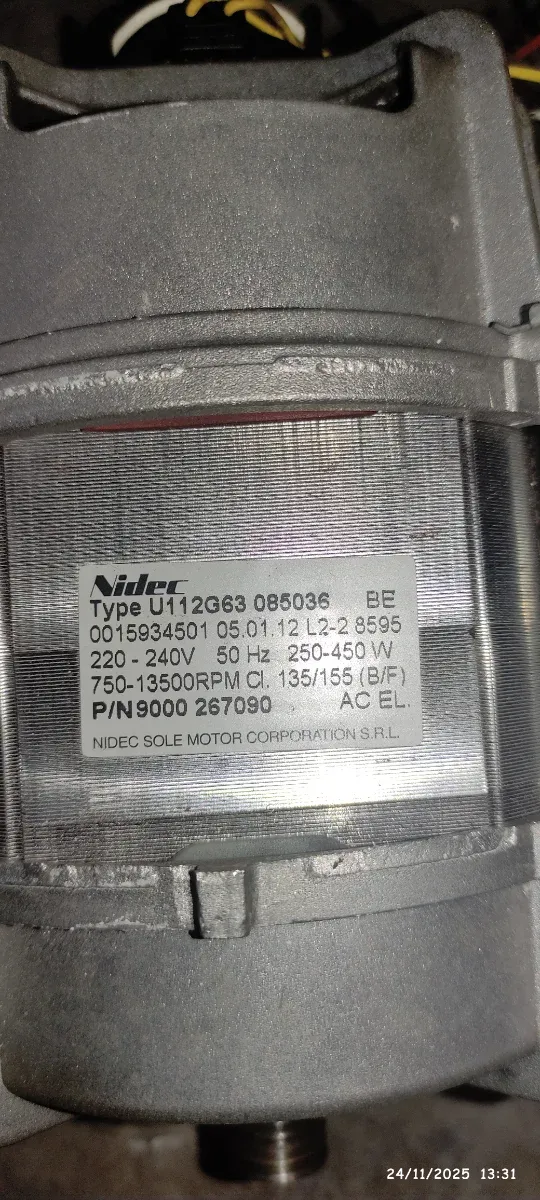 Nidec
Type U112G63 085036 BE
0015934501 05.01.12 L2-2 8595
220 - 240V 50 Hz 250-450 W
750-13500RPM Cl. 135/155 (B/F)
P/N9000 267090 AC EL.
NIDEC SOLE MOTOR CORPORATION S.R.L.
24/11/2025 13:31